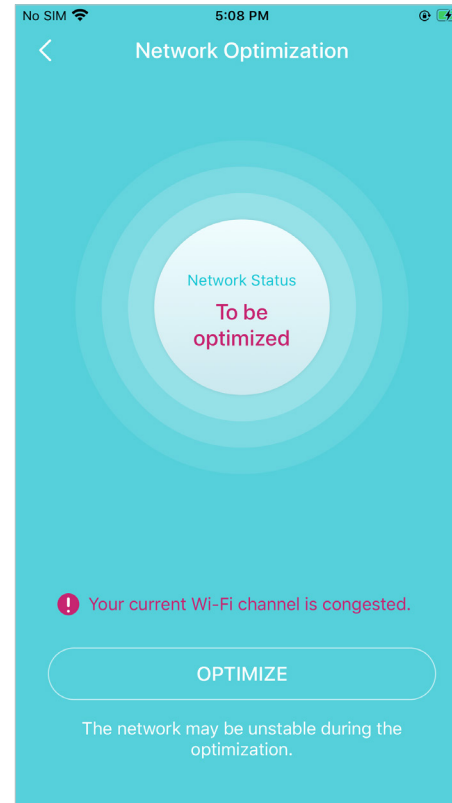 No SIM 5:08 PM
Network Optimization
Network Status
To be
optimized
Your current Wi-Fi channel is congested.
OPTIMIZE
The network may be unstable during the
optimization.